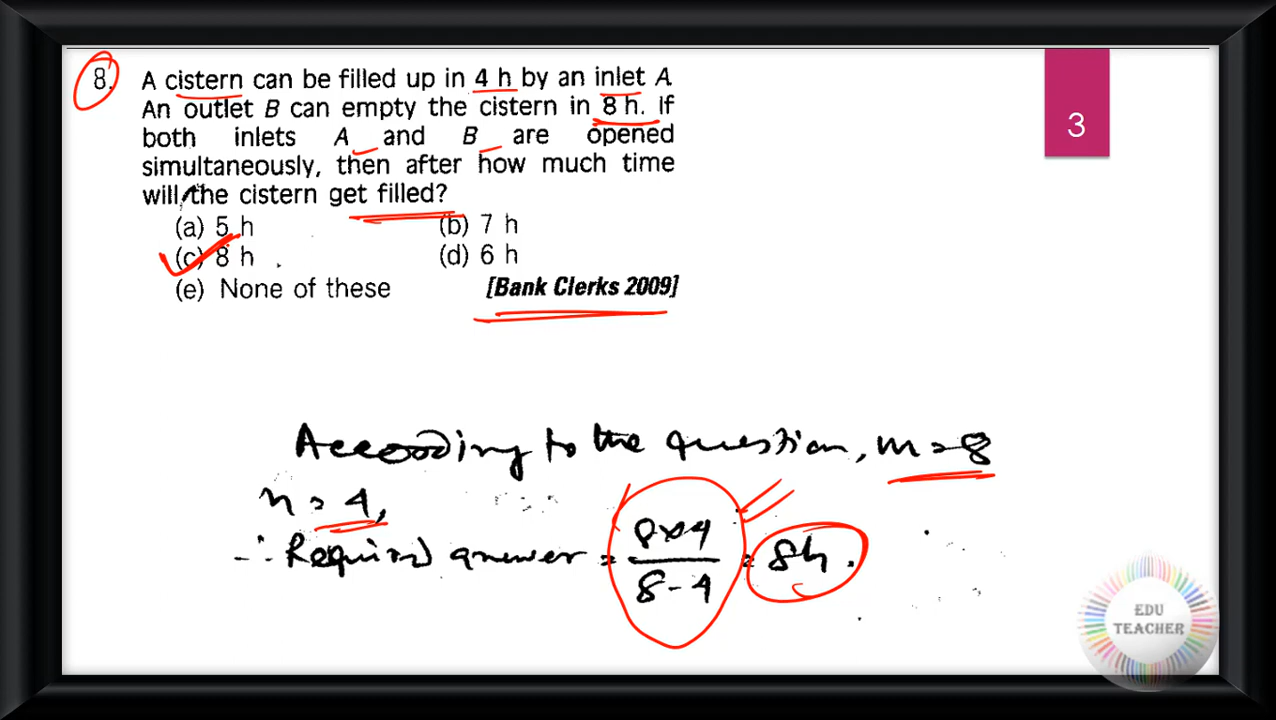 8. A cistern can be filled up in 4 h by an inlet A
An outlet B can empty the cistern in 8 h. If
both inlets A and B are opened
simultaneously, then after how much time
will the cistern get filled?
(a) 5 h (b) 7 h
(c) 8 h (d) 6 h
(e) None of these [Bank Clerks 2009]
3
According to the question, m = 8
n = 4,
∴ Required answer = 8×4/8-4 = 8h.
EDU
TEACHER